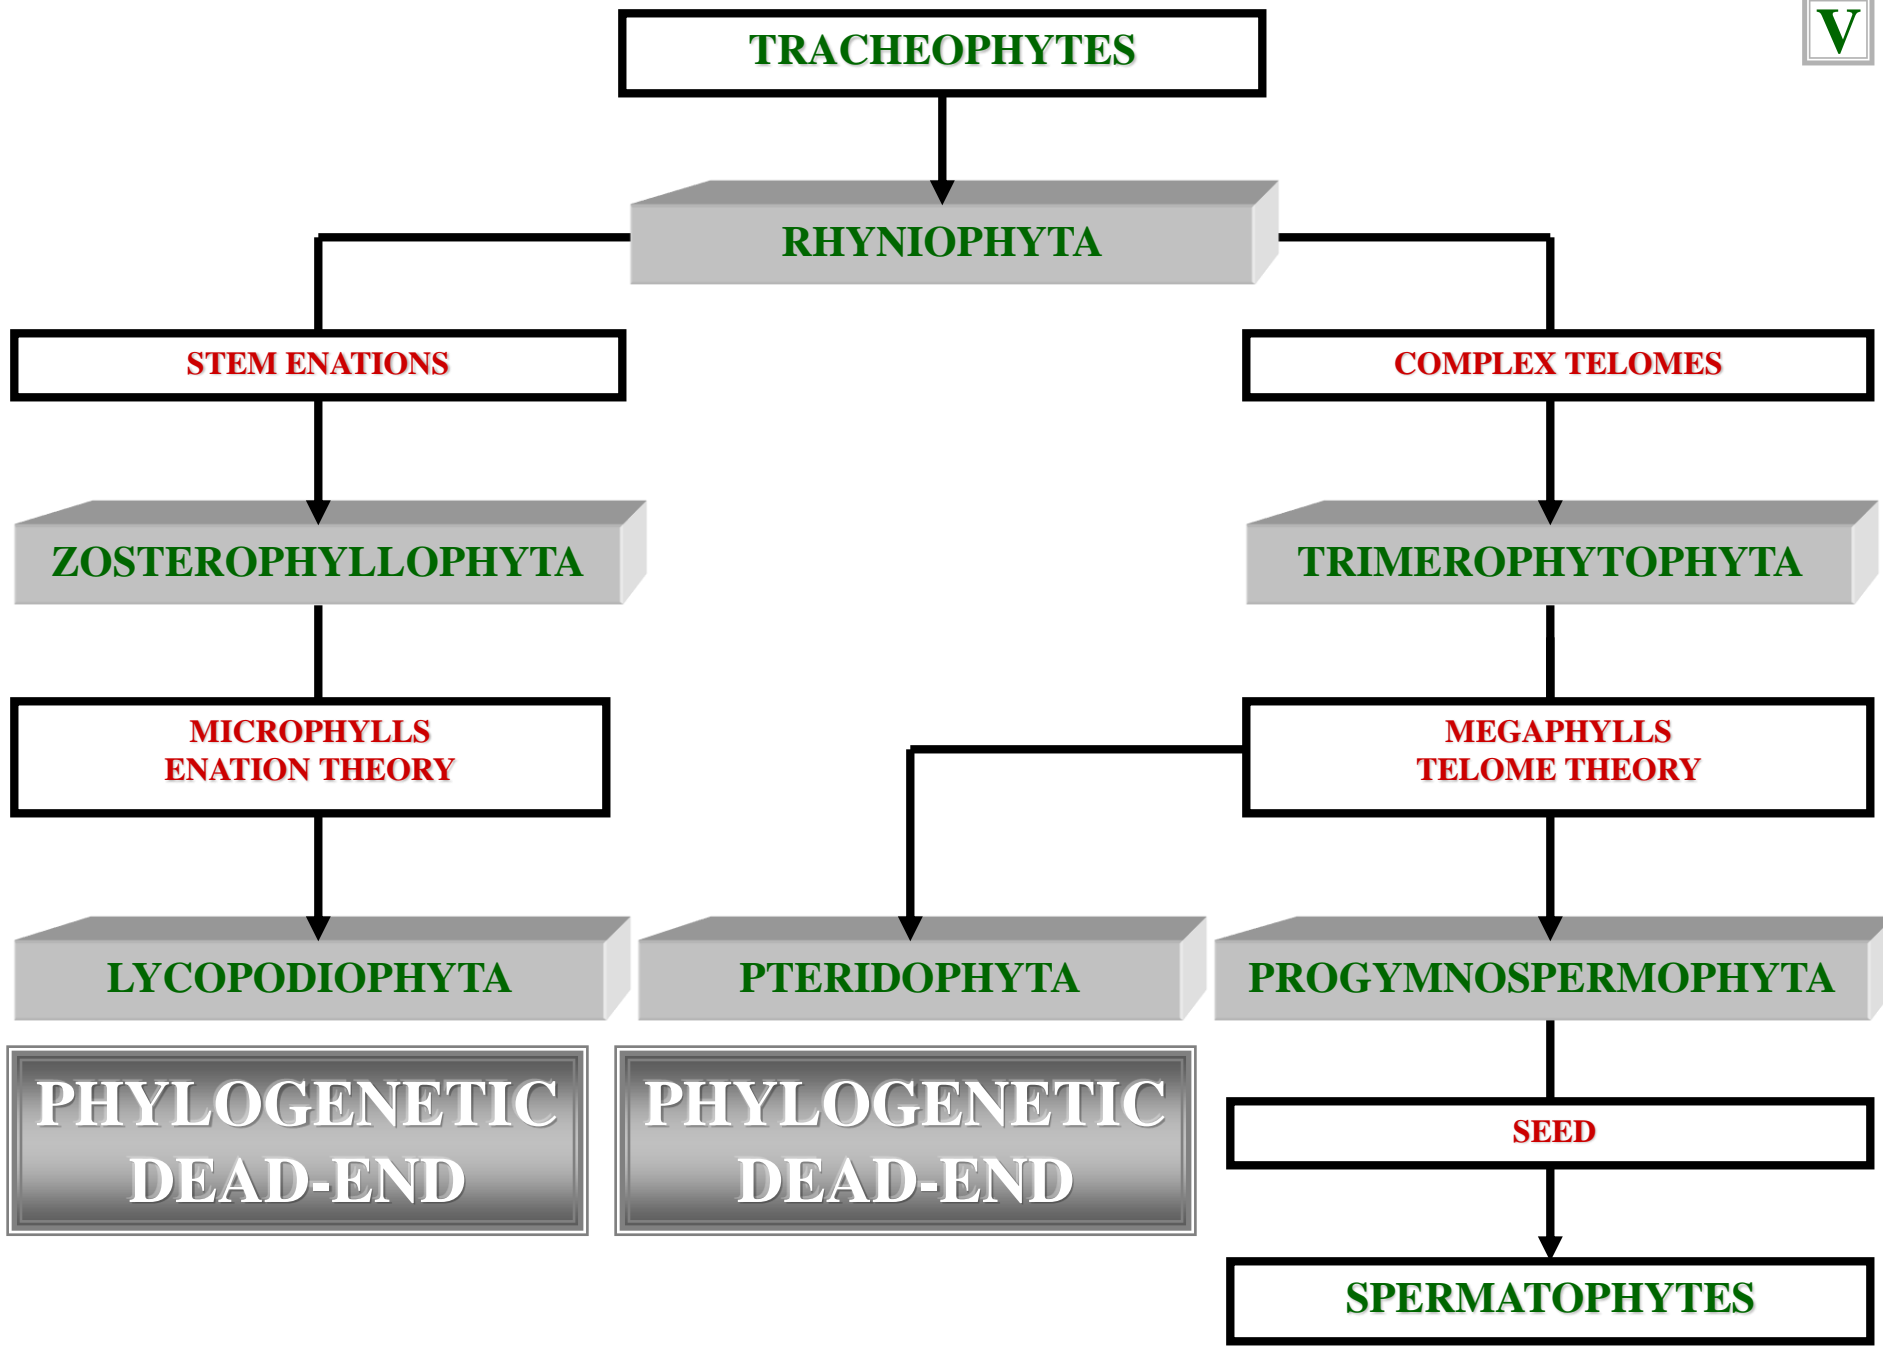 V
TRACHEOPHYTES
RHYNIOPHYTA
STEM ENATIONS
COMPLEX TELOMES
ZOSTEROPHYLLOPHYTA
TRIMEROPHYTOPHYTA
MICROPHYLLS
ENATION THEORY
MEGAPHYLLS
TELOME THEORY
LYCOPODIOPHYTA
PTERIDOPHYTA
PROGYMNOSPERMOPHYTA
PHYLOGENETIC
DEAD-END
PHYLOGENETIC
DEAD-END
SEED
SPERMATOPHYTES